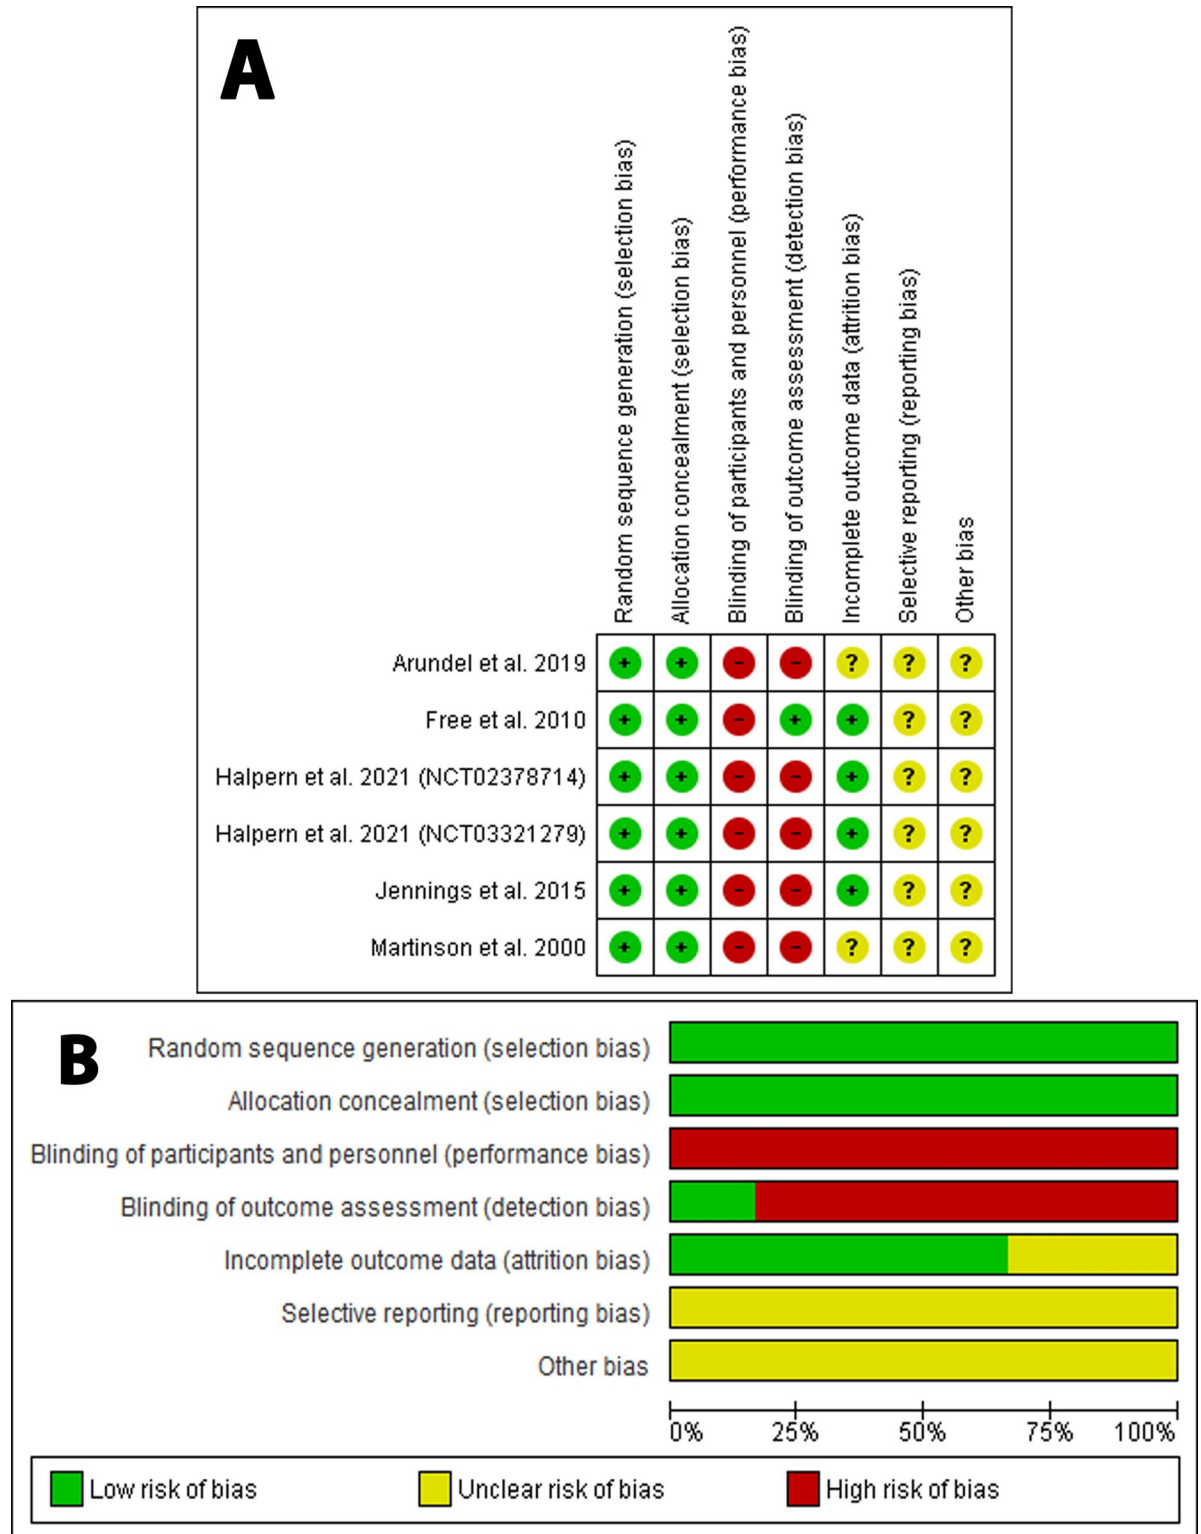 A
Random sequence generation (selection bias)
Allocation concealment (selection bias)
Blinding of participants and personnel (performance bias)
Blinding of outcome assessment (detection bias)
Incomplete outcome data (attrition bias)
Selective reporting (reporting bias)
Other bias
Arundel et al. 2019 + + - - ? ? ?
Free et al. 2010 + + - + + ? ?
Halpern et al. 2021 (NCT02378714) + + - - + ? ?
Halpern et al. 2021 (NCT03321279) + + - - + ? ?
Jennings et al. 2015 + + - - + ? ?
Martinson et al. 2000 + + - - ? ? ?
B
Random sequence generation (selection bias)
Allocation concealment (selection bias)
Blinding of participants and personnel (performance bias)
Blinding of outcome assessment (detection bias)
Incomplete outcome data (attrition bias)
Selective reporting (reporting bias)
Other bias
0% 25% 50% 75% 100%
Low risk of bias Unclear risk of bias High risk of bias